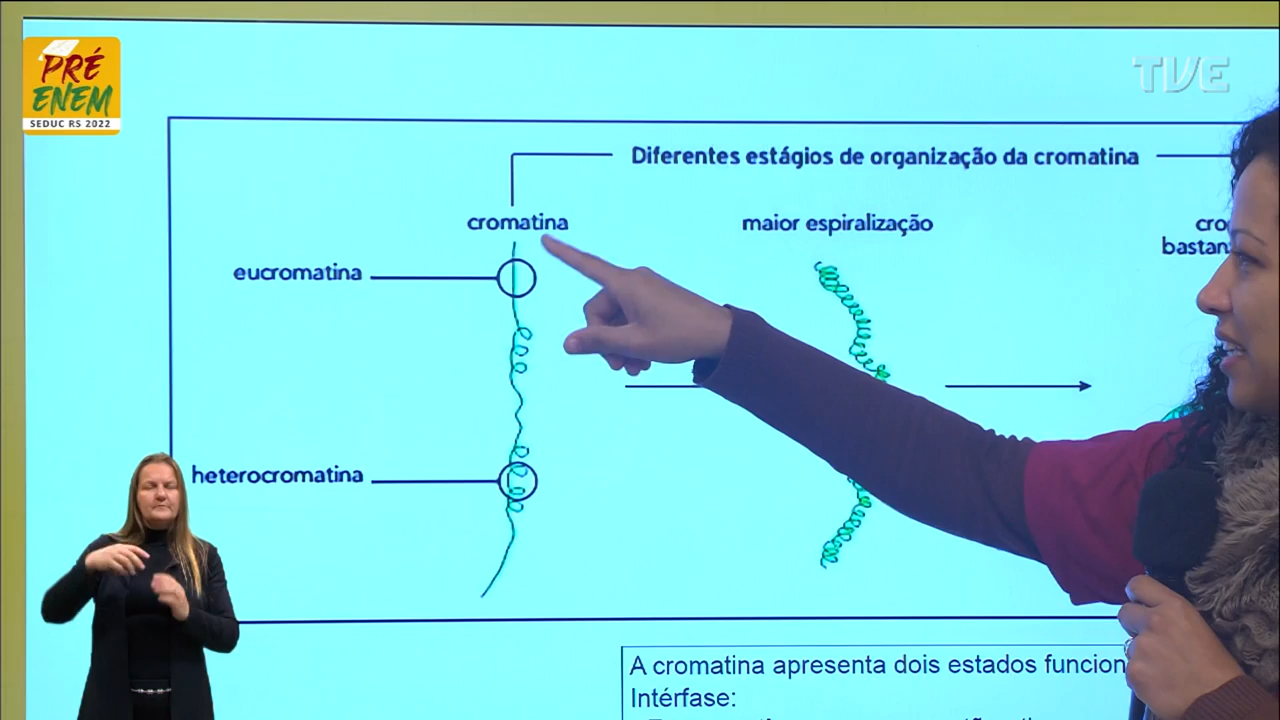 PRÉ
ENEM
SEDUC RS 2022
TVE
Diferentes estágios de organização da cromatina
cromatina
maior espiralização
eucromatina
heterocromatina
A cromatina apresenta dois estados
Intérfase: